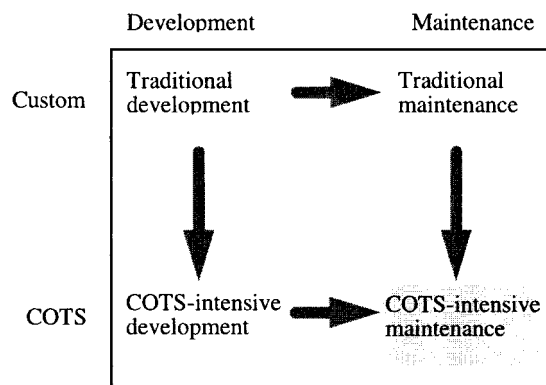 Development
Maintenance
Custom
Traditional
development
Traditional
maintenance
COTS
COTS-intensive
development
COTS-intensive
maintenance